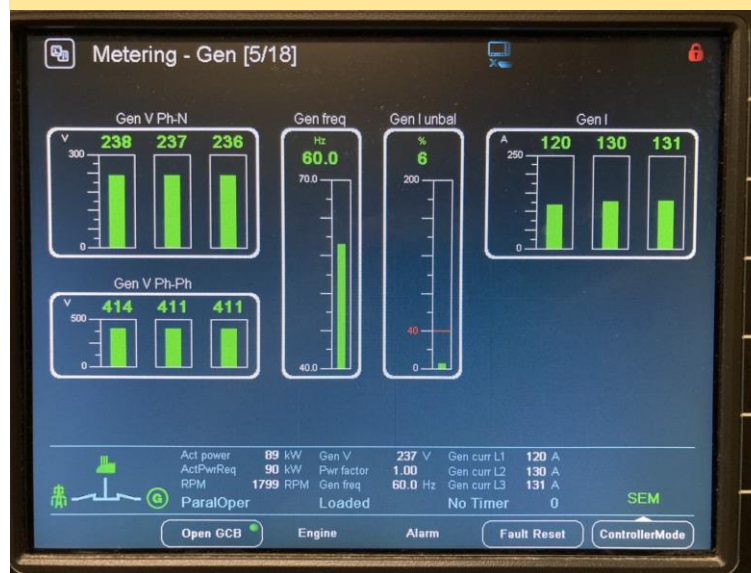 Metering - Gen [5/18]
Gen V Ph-N
V 238 237 236
300
0
Gen freq
Hz
60.0
70.0
40.0
Gen I unbal
%
6
200
40
0
Gen I
A 120 130 131
250
0
Gen V Ph-Ph
V 414 411 411
500
0
Act power 89 kW Gen V 237 V Gen curr L1 120 A
ActPwrReq 90 kW Pwr factor 1.00 Gen curr L2 130 A
RPM 1799 RPM Gen freq 60.0 Hz Gen curr L3 131 A
G ParalOper Loaded No Timer 0 SEM
Open GCB Engine Alarm Fault Reset ControllerMode